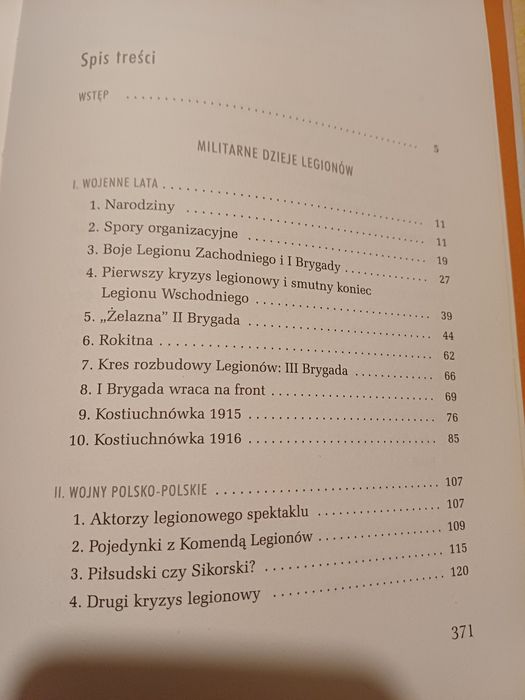 Spis treści
WSTĘP .......................................... 5
MILITARNE DZIEJE LEGIONÓW
I. WOJENNE LATA .......................................... 11
1. Narodziny .......................................... 11
2. Spory organizacyjne .......................................... 19
3. Boje Legionu Zachodniego i I Brygady .................. 27
4. Pierwszy kryzys legionowy i smutny koniec
Legionu Wschodniego .......................................... 39
5. „Żelazna” II Brygada .......................................... 44
6. Rokitna .......................................... 62
7. Kres rozbudowy Legionów: III Brygada .................. 66
8. I Brygada wraca na front .......................................... 69
9. Kostiuchnówka 1915 .......................................... 76
10. Kostiuchnówka 1916 .......................................... 85
II. WOJNY POLSKO-POLSKIE .......................................... 107
1. Aktorzy legionowego spektaklu .................. 107
2. Pojedynki z Komendą Legionów .................. 109
3. Piłsudski czy Sikorski? .......................................... 115
4. Drugi kryzys legionowy .......................................... 120
371